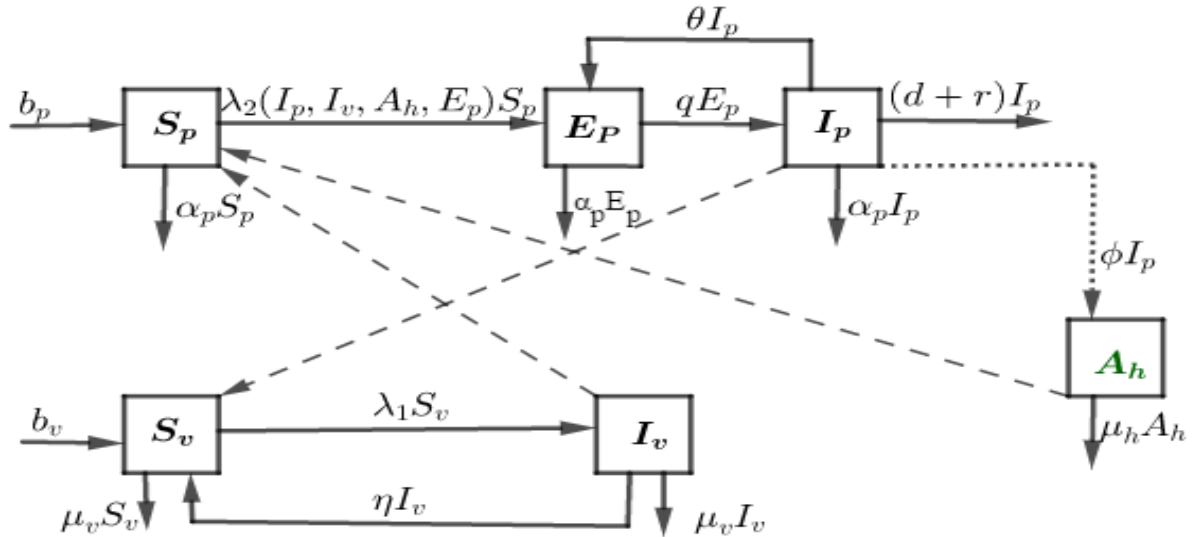 θI_p
b_p
S_p
λ_2(I_p, I_v, A_h, E_p)S_p
E_P
qE_p
I_p
(d + r)I_p
α_pS_p
α_pE_p
α_pI_p
ϕI_p
A_h
b_v
S_v
λ_1S_v
I_v
μ_hA_h
μ_vS_v
ηI_v
μ_vI_v